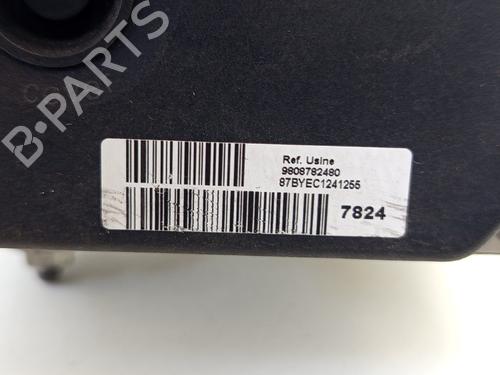 B-PARTS
Ref. Usine
9808782480
87BYEC1241255
7824